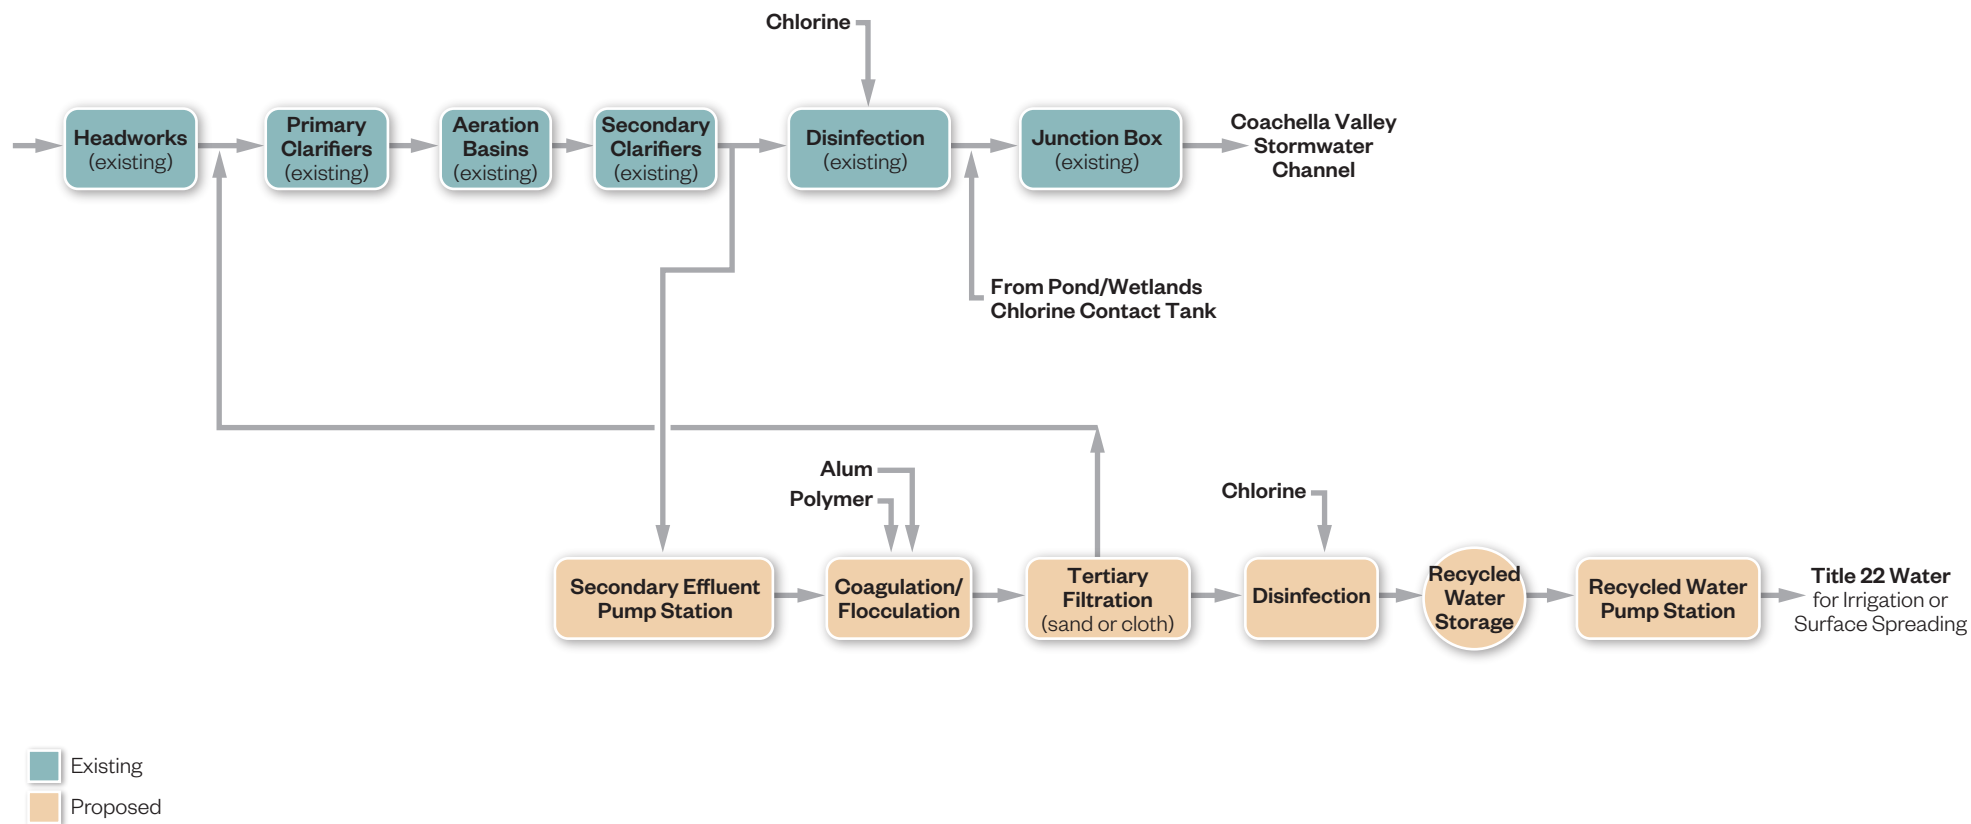 Chlorine
Headworks
(existing)
Primary
Clarifiers
(existing)
Aeration
Basins
(existing)
Secondary
Clarifiers
(existing)
Disinfection
(existing)
Junction Box
(existing)
Coachella Valley
Stormwater
Channel
From Pond/Wetlands
Chlorine Contact Tank
Alum
Polymer
Chlorine
Secondary Effluent
Pump Station
Coagulation/
Flocculation
Tertiary
Filtration
(sand or cloth)
Disinfection
Recycled
Water
Storage
Recycled Water
Pump Station
Title 22 Water
for Irrigation or
Surface Spreading
Existing
Proposed